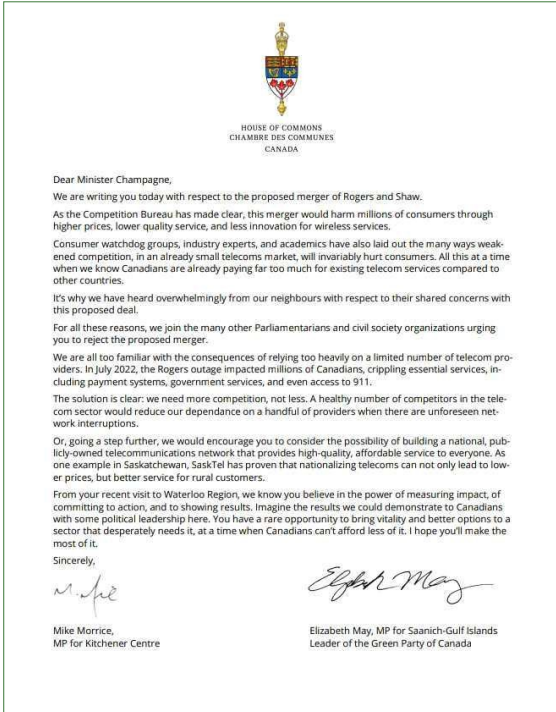 HOUSE OF COMMONS
CHAMBRE DES COMMUNES
CANADA
Dear Minister Champagne,
We are writing you today with respect to the proposed merger of Rogers and Shaw.
As the Competition Bureau has made clear, this merger would harm millions of consumers through
higher prices, lower quality service, and less innovation for wireless services.
Consumer watchdog groups, industry experts, and academics have also laid out the many ways weak-
ened competition, in an already small telecoms market, will invariably hurt consumers. All this at a time
when we know Canadians are already paying far too much for existing telecom services compared to
other countries.
It's why we have heard overwhelmingly from our neighbours with respect to their shared concerns with
this proposed deal.
For all these reasons, we join the many other Parliamentarians and civil society organizations urging
you to reject the proposed merger.
We are all too familiar with the consequences of relying too heavily on a limited number of telecom pro-
viders. In July 2022, the Rogers outage impacted millions of Canadians, crippling essential services, in-
cluding payment systems, government services, and even access to 911.
The solution is clear: we need more competition, not less. A healthy number of competitors in the tele-
com sector would reduce our dependance on a handful of providers when there are unforeseen net-
work interruptions.
Or, going a step further, we would encourage you to consider the possibility of building a national, pub-
licly-owned telecommunications network that provides high-quality, affordable service to everyone. As
one example in Saskatchewan, SaskTel has proven that nationalizing telecoms can not only lead to low-
er prices, but better service for rural customers.
From your recent visit to Waterloo Region, we know you believe in the power of measuring impact, of
committing to action, and to showing results. Imagine the results we could demonstrate to Canadians
with some political leadership here. You have a rare opportunity to bring vitality and better options to a
sector that desperately needs it, at a time when Canadians can't afford less of it. I hope you'll make the
most of it.
Sincerely,
Elizabeth May
Mike Morrice,
MP for Kitchener Centre
Elizabeth May, MP for Saanich-Gulf Islands
Leader of the Green Party of Canada